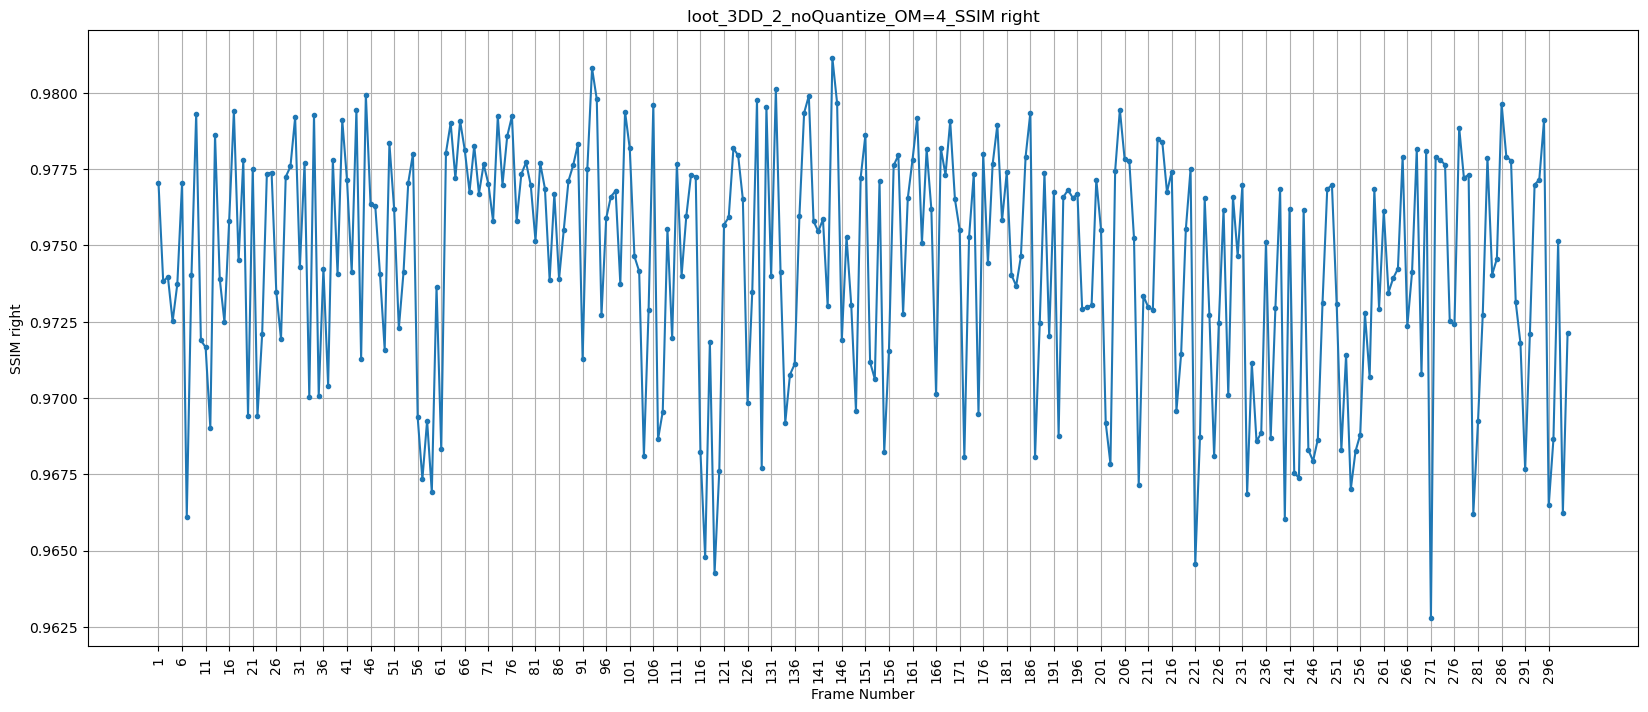 loot_3DD_2_noQuantize_OM=4_SSIM right
SSIM right
0.9800
0.9775
0.9750
0.9725
0.9700
0.9675
0.9650
0.9625
1 6 11 16 21 26 31 36 41 46 51 56 61 66 71 76 81 86 91 96 101 106 111 116 121 126 131 136 141 146 151 156 161 166 171 176 181 186 191 196 201 206 211 216 221 226 231 236 241 246 251 256 261 266 271 276 281 286 291 296
Frame Number